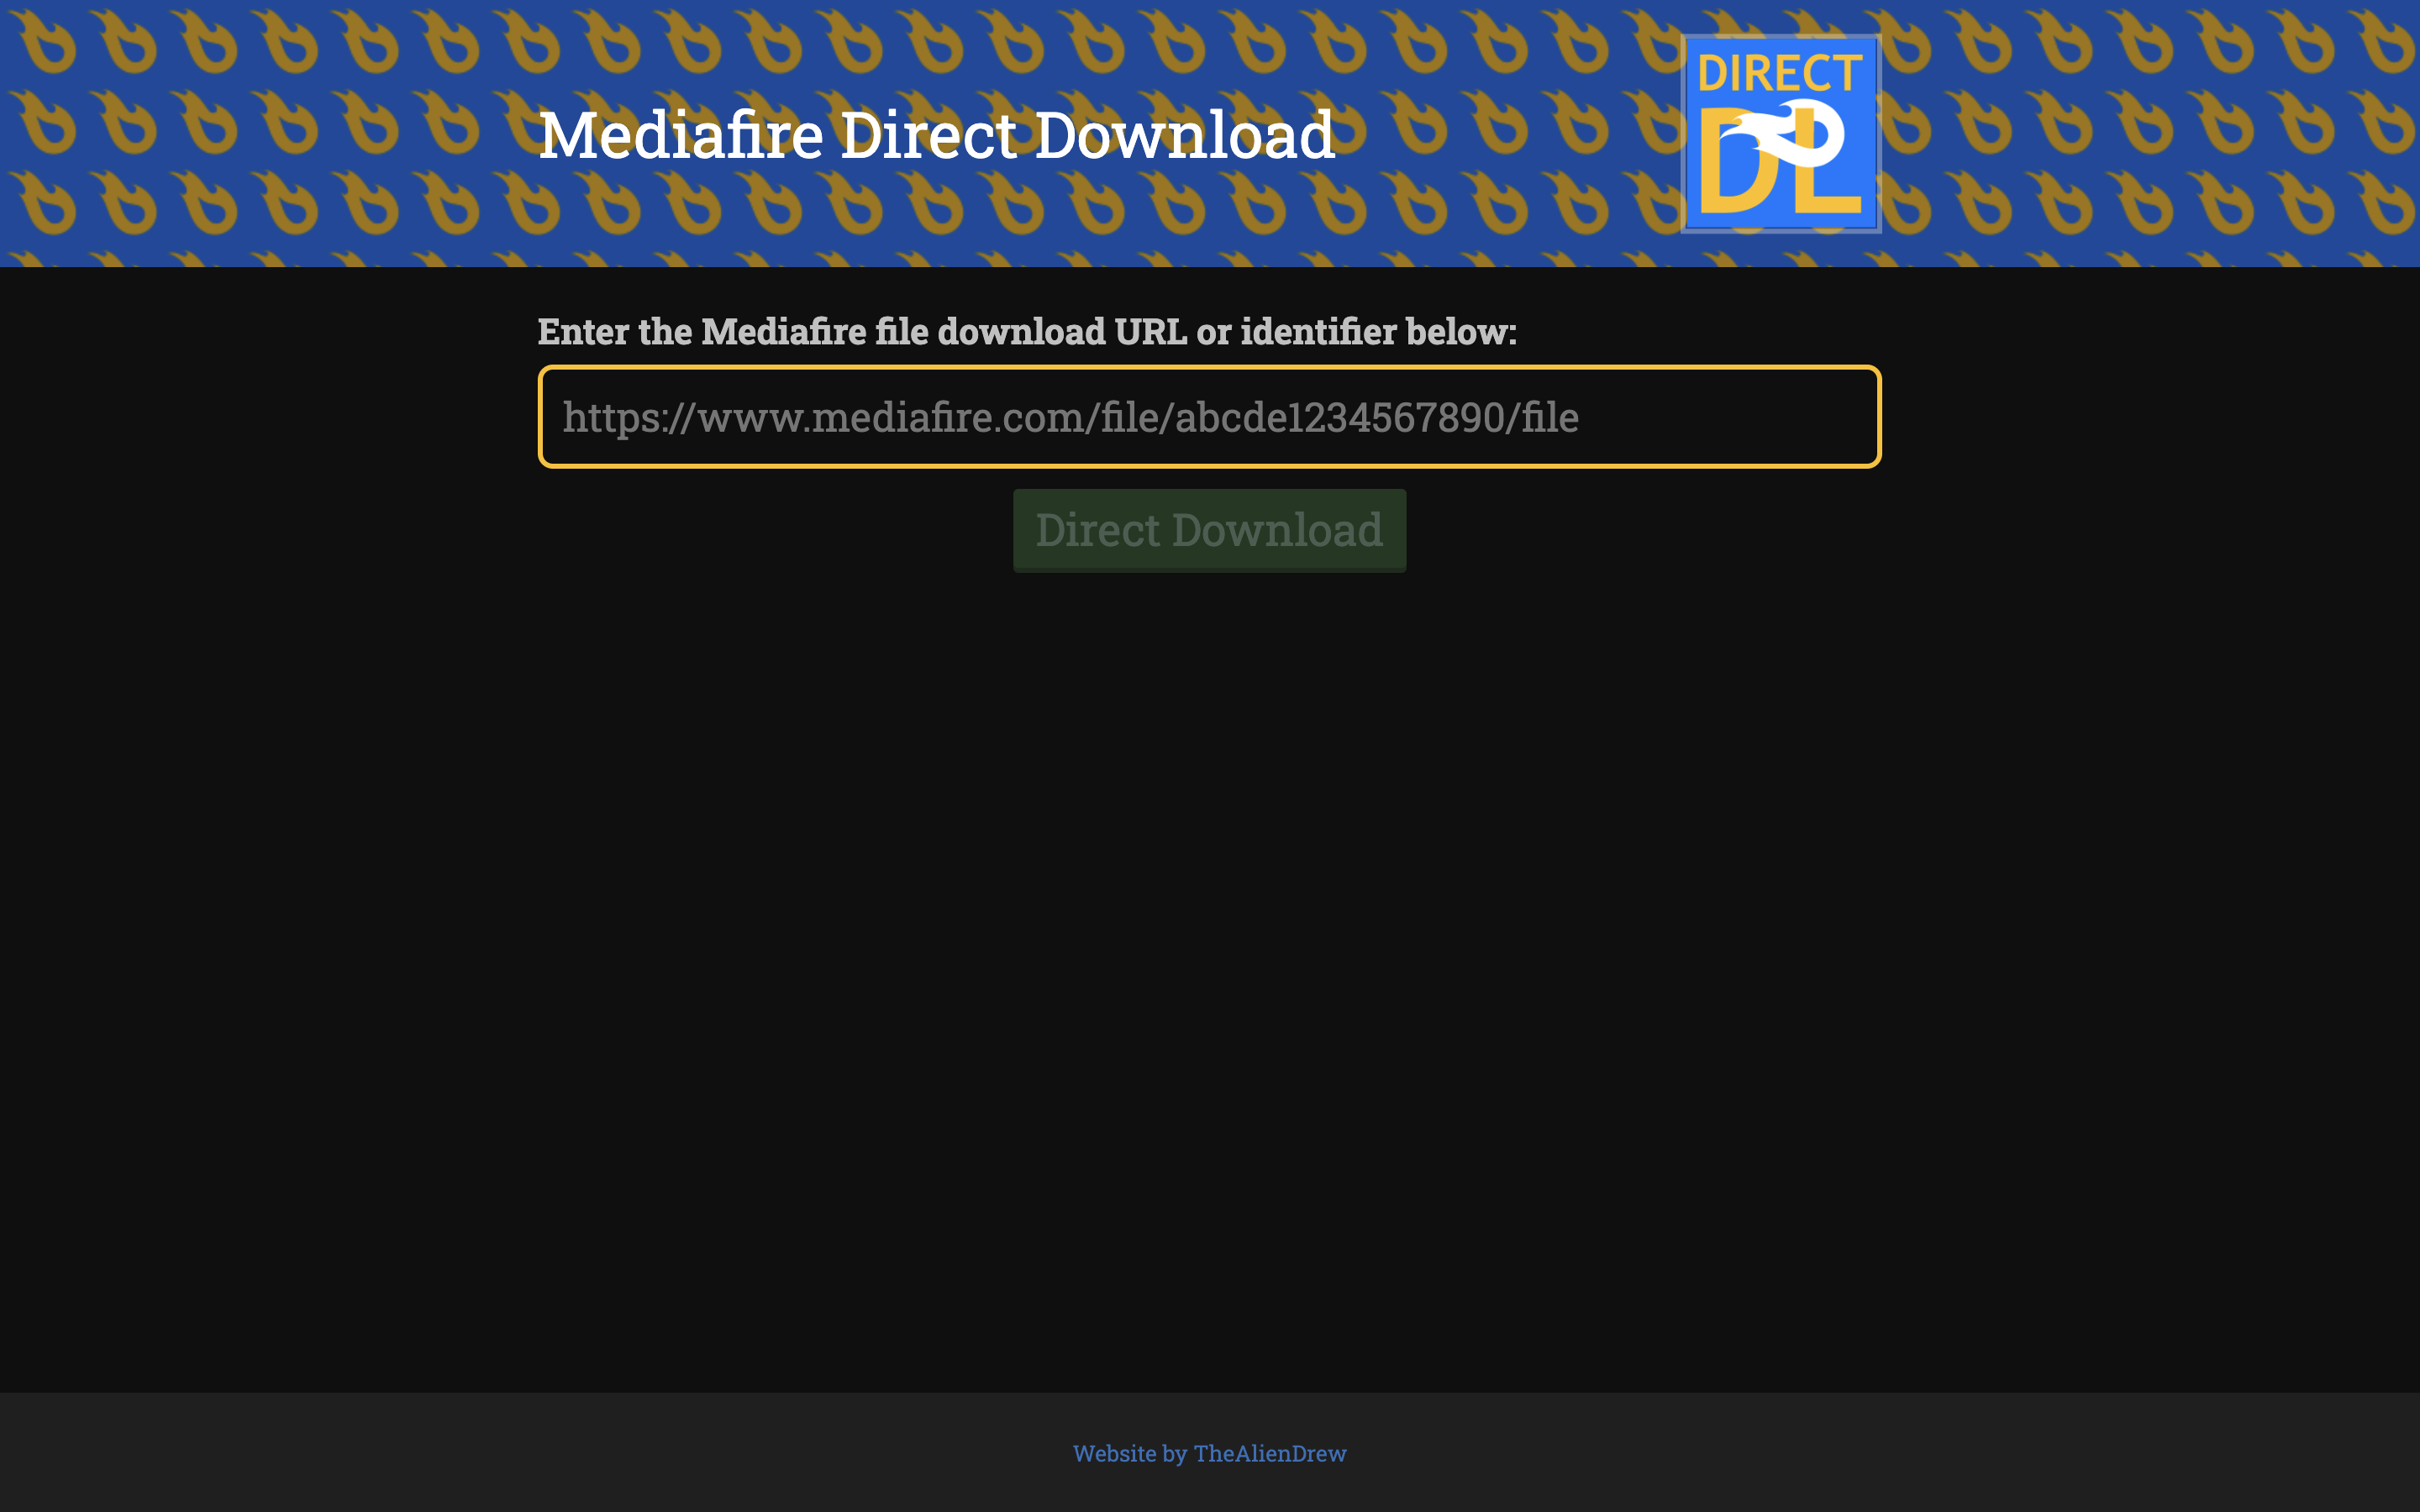 Mediafire Direct Download
DIRECT
DL
Enter the Mediafire file download URL or identifier below:
https://www.mediafire.com/file/abcde1234567890/file
Direct Download
Website by TheAlienDrew